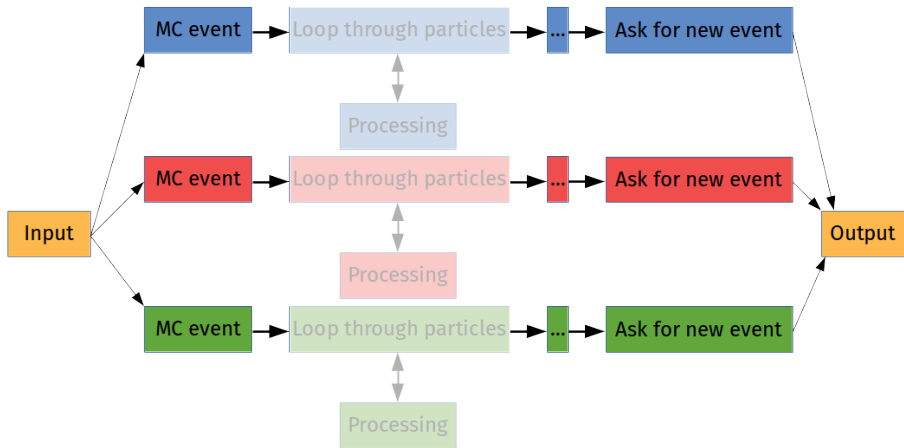 MC event
Loop through particles
...
Ask for new event
Processing
MC event
Loop through particles
...
Ask for new event
Input
Output
Processing
MC event
Loop through particles
...
Ask for new event
Processing